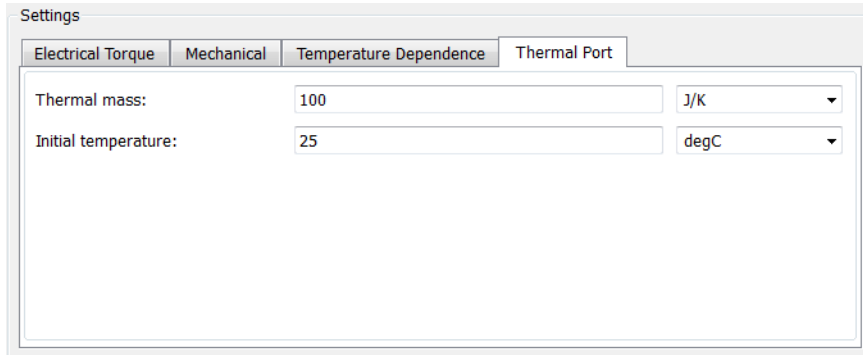 Settings
Electrical Torque Mechanical Temperature Dependence Thermal Port
Thermal mass: 100 J/K
Initial temperature: 25 degC